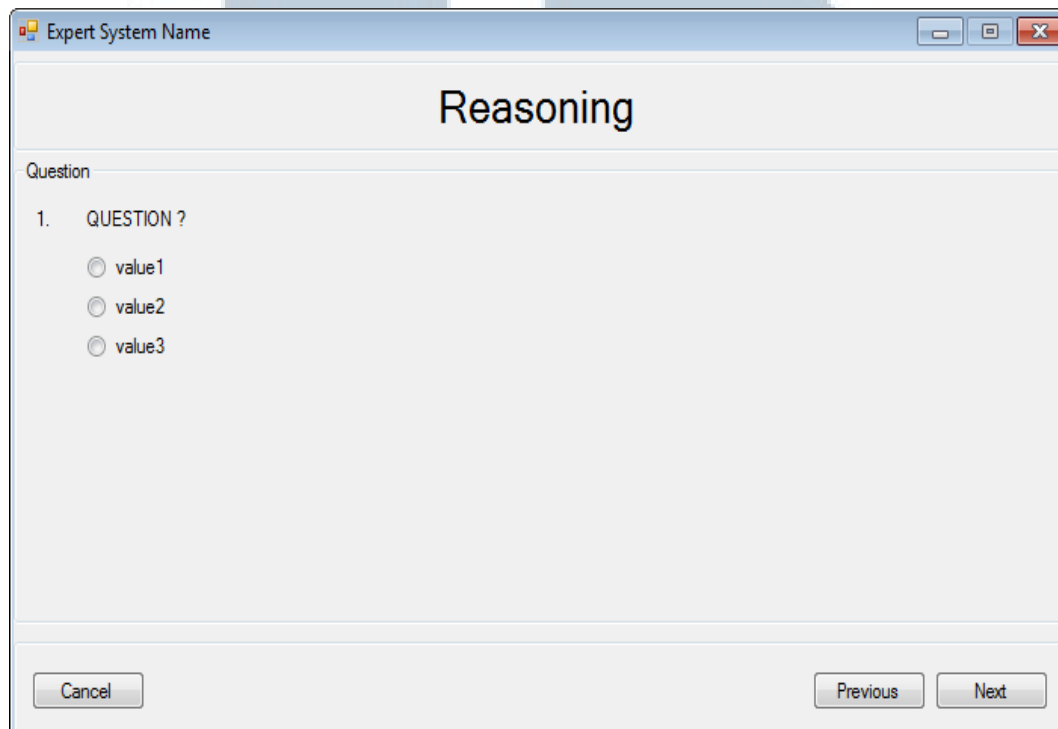 Expert System Name
Reasoning
Question
1. QUESTION ?
value1
value2
value3
Cancel Previous Next